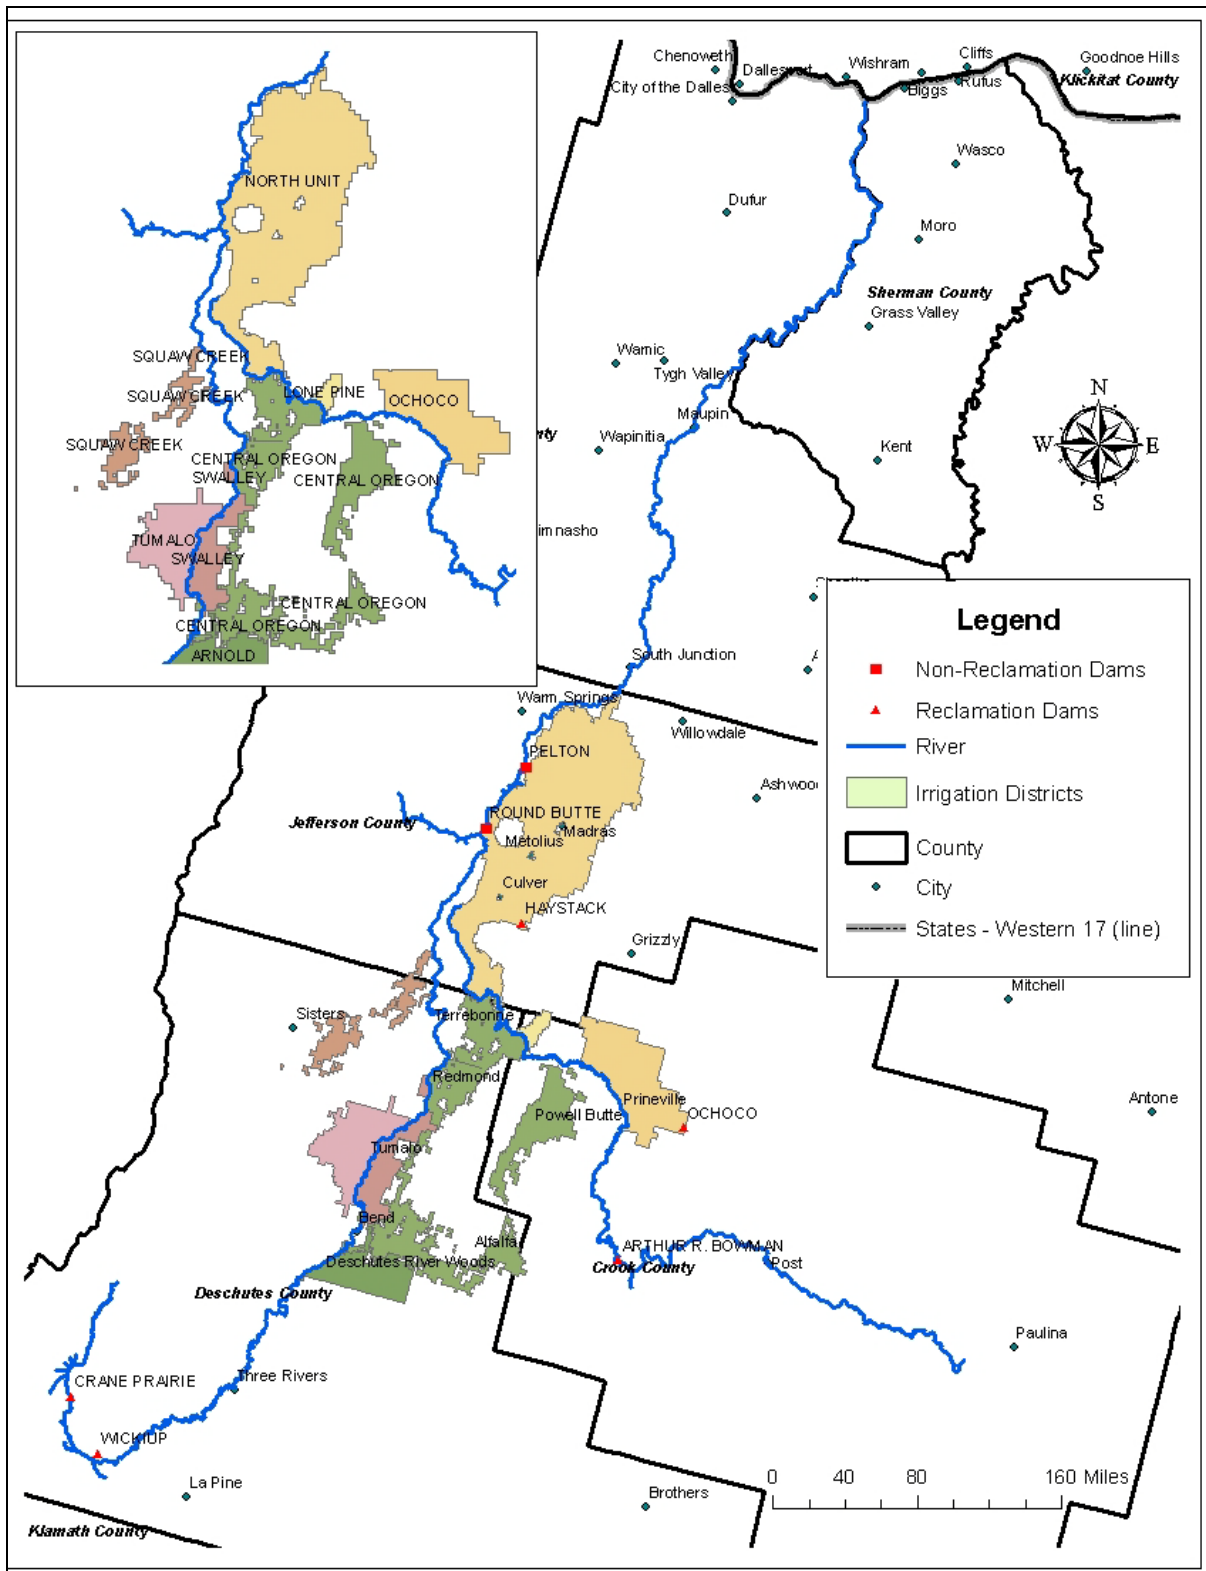 Chenoweth
Cliffs
Goodnoe Hills
Dallesport
Wishram
Klickitat County
City of the Dalles
Biggs
Rufus
Wasco
Dufur
Moro
Sherman County
Grass Valley
Wamic
Tygh Valley
Maupin
Wapinitia
nty
Kent
N
W
E
S
imnasho
NORTH UNIT
SQUAW CREEK
SQUAW CREEK
LONE PINE
OCHOCO
SQUAW CREEK
CENTRAL OREGON
SWALLEY
CENTRAL OREGON
TUMALO
SWALLEY
CENTRAL OREGON
CENTRAL OREGON
ARNOLD
South Junction
Warm Springs
Willowdale
PELTON
Ashwoo
ROUND BUTTE
Jefferson County
Madras
Metolius
Culver
HAYSTACK
Grizzly
Legend
Non-Reclamation Dams
Reclamation Dams
River
Irrigation Districts
County
City
States - Western 17 (line)
Mitchell
Sisters
Terrebonne
Redmond
Prineville
Powell Butte
OCHOCO
Antone
Tumalo
Bend
Alfalfa
ARTHUR R. BOWMAN
Deschutes River Woods
Crook County
Post
Deschutes County
Paulina
CRANE PRAIRIE
Three Rivers
WICKIUP
La Pine
Brothers
Klamath County
0 40 80 160 Miles